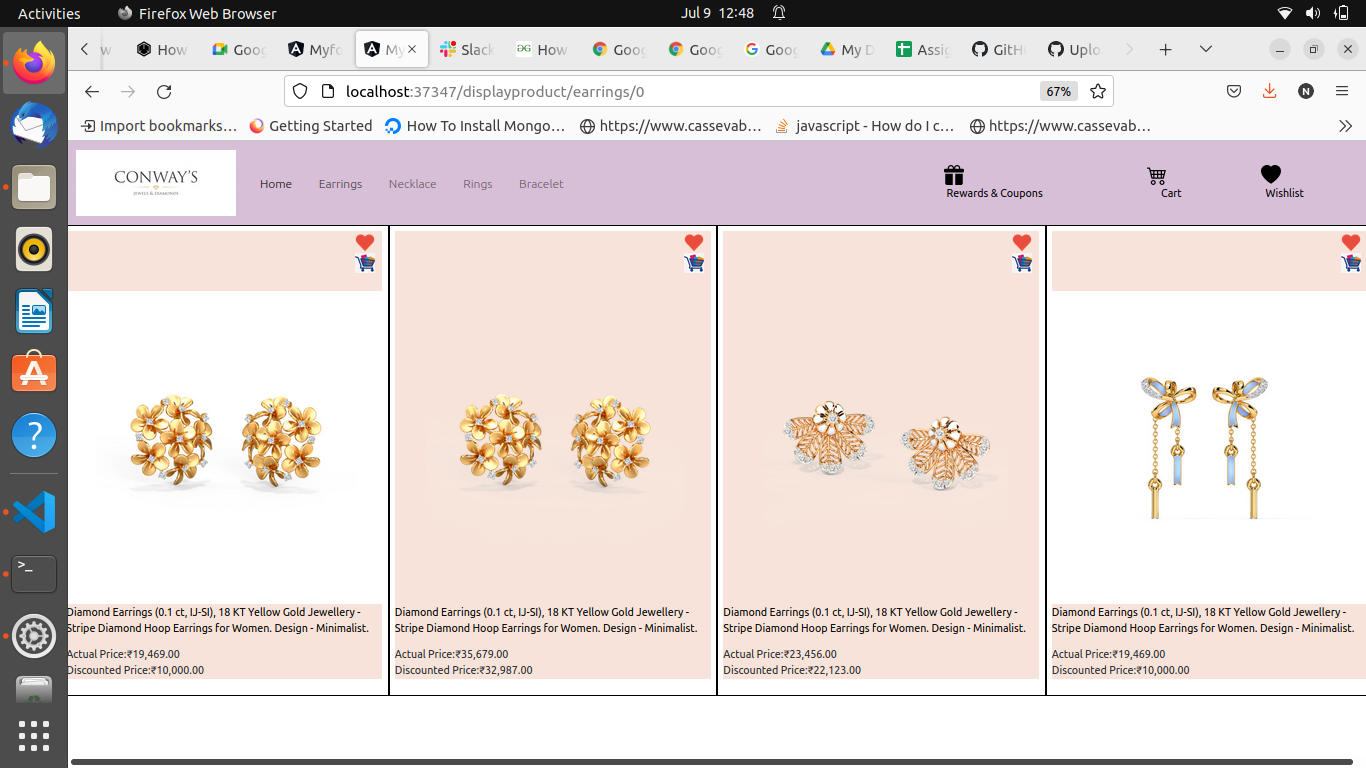 Activities Firefox Web Browser Jul 9 12:48
How Goog Myfo My Slack How Goog Goog Goog My D Assig GitH Uplo
localhost:37347/displayproduct/earrings/0 67% N
Import bookmarks… Getting Started How To Install Mongo… https://www.cassevab… javascript - How do I c… https://www.cassevab…
CONWAY'S
JEWELS & DIAMONDS
Home Earrings Necklace Rings Bracelet Rewards & Coupons Cart Wishlist
Diamond Earrings (0.1 ct, IJ-SI), 18 KT Yellow Gold Jewellery -
Stripe Diamond Hoop Earrings for Women. Design - Minimalist.
Actual Price:₹19,469.00
Discounted Price:₹10,000.00
Diamond Earrings (0.1 ct, IJ-SI), 18 KT Yellow Gold Jewellery -
Stripe Diamond Hoop Earrings for Women. Design - Minimalist.
Actual Price:₹35,679.00
Discounted Price:₹32,987.00
Diamond Earrings (0.1 ct, IJ-SI), 18 KT Yellow Gold Jewellery -
Stripe Diamond Hoop Earrings for Women. Design - Minimalist.
Actual Price:₹23,456.00
Discounted Price:₹22,123.00
Diamond Earrings (0.1 ct, IJ-SI), 18 KT Yellow Gold Jewellery -
Stripe Diamond Hoop Earrings for Women. Design - Minimalist.
Actual Price:₹19,469.00
Discounted Price:₹10,000.00